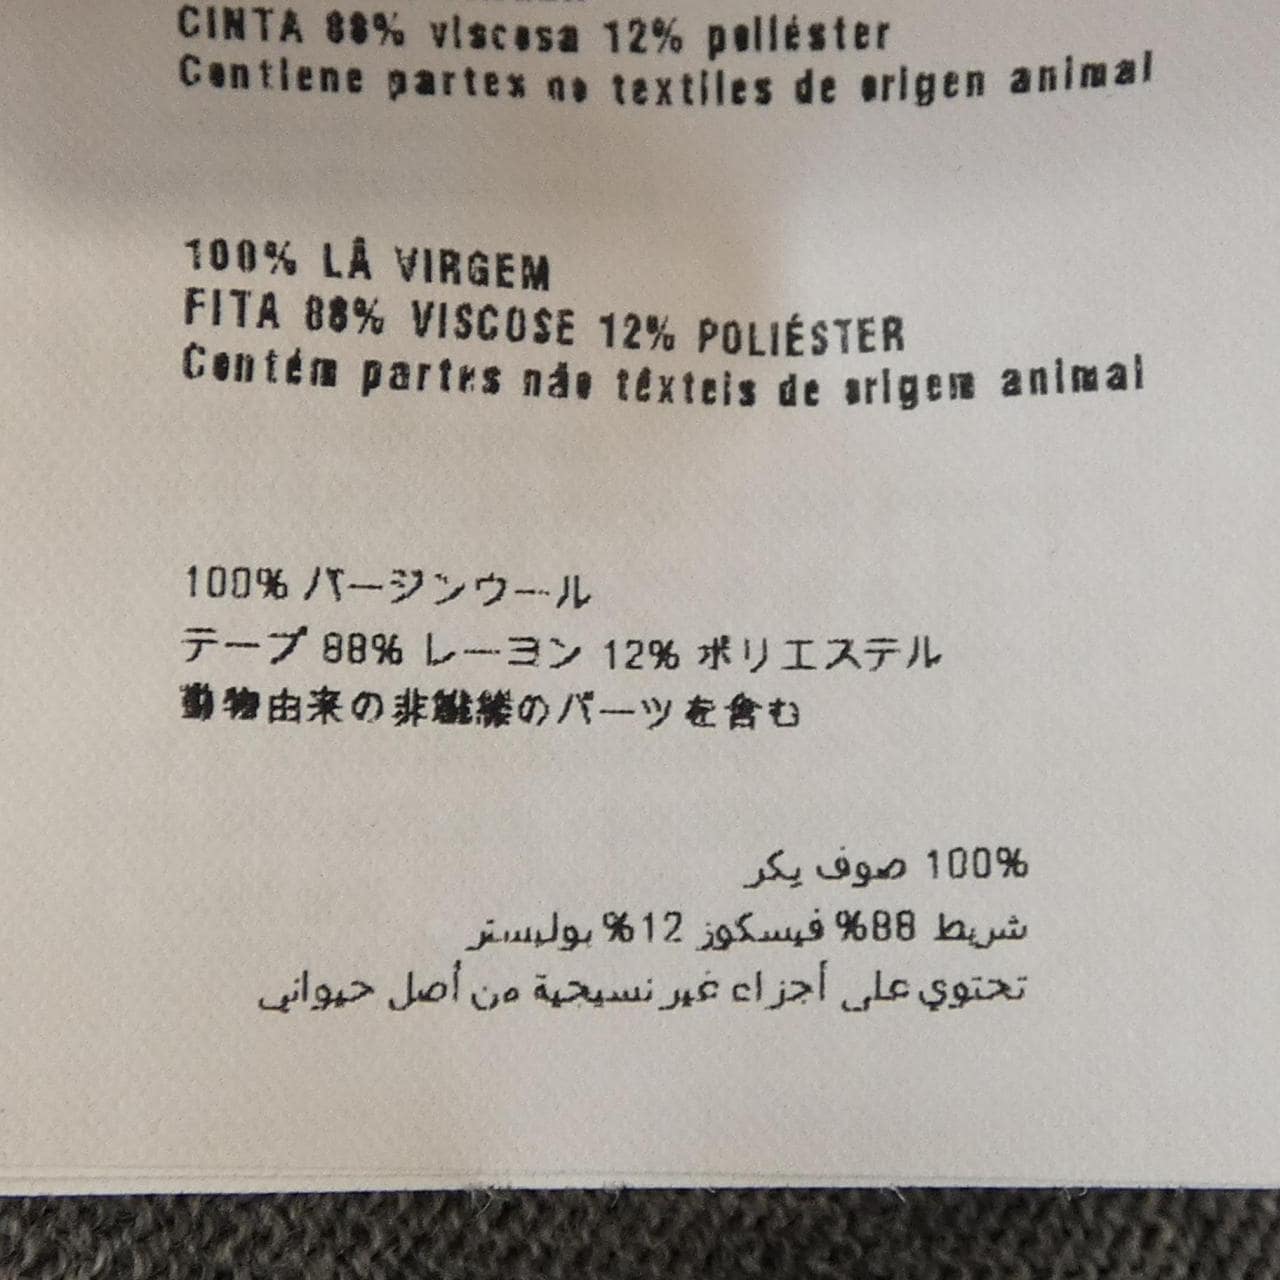 CINTA 88% viscosa 12% poliéster
Contiene partes no textiles de origen animal
100% LÃ VIRGEM
FITA 88% VISCOSE 12% POLIÉSTER
Contém partes não têxteis de origem animal
100% バージンウール
テープ 88% レーヨン 12% ポリエステル
動物由来の非繊維のパーツを含む
100% صوف بكر
شريط 88% فيسكوز 12% بوليستر
تحتوي على أجزاء غير نسيجية من أصل حيواني